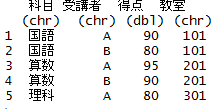 科目 受講者 得点 教室
(chr) (chr) (dbl) (chr)
1 国語 A 90 101
2 国語 B 80 101
3 算数 A 95 201
4 算数 B 90 201
5 理科 A 80 301